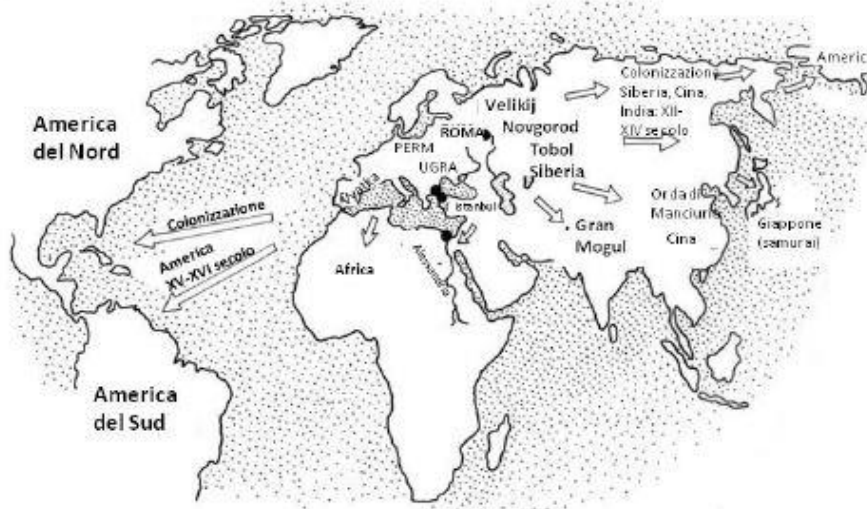 America
del Nord
Colonizzazione
America
XV-XVI secolo
America
del Sud
Velikij
ROMA
Novgorod
Tobol
Siberia
PERM
UGRA
Istanbul
Africa
Alessandria
Colonizzazione
Siberia, Cina,
India: XII-
XIV secolo
Americ
Gran
Mogul
Orda di
Manciuria
Cina
Giappone
(samurai)